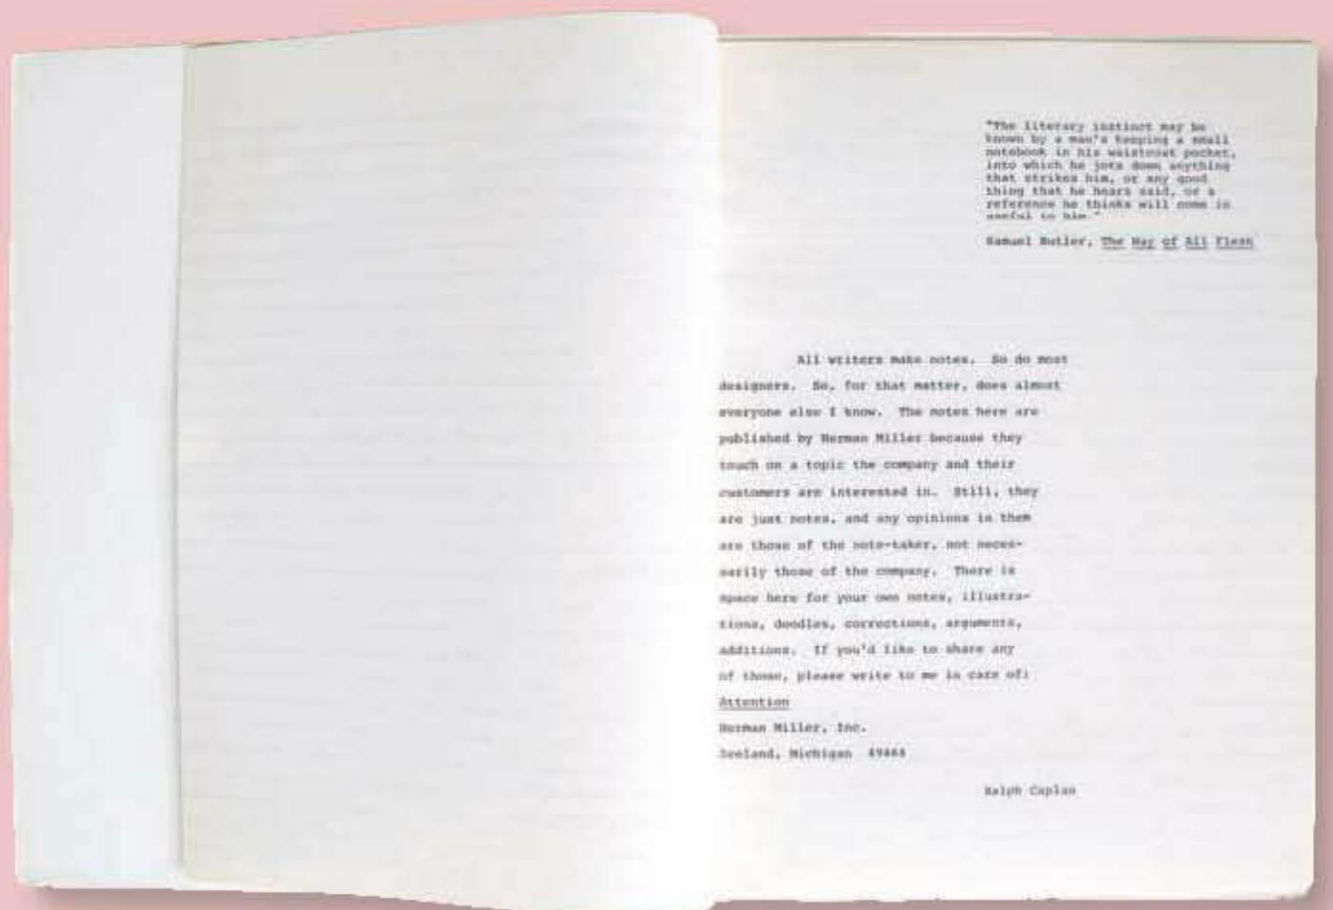 "The literary instinct may be
known by a man's keeping a small
notebook in his waistcoat pocket,
into which he jots down anything
that strikes him, or any good
thing that he hears said, or a
reference he thinks will come in
useful to him."
Samuel Butler, The Way of All Flesh
All writers make notes. So do most
designers. So, for that matter, does almost
everyone else I know. The notes here are
published by Herman Miller because they
touch on a topic the company and their
customers are interested in. Still, they
are just notes, and any opinions in them
are those of the note-taker, not neces-
sarily those of the company. There is
space here for your own notes, illustra-
tions, doodles, corrections, arguments,
additions. If you'd like to share any
of those, please write to me in care of:
Attention
Herman Miller, Inc.
Zeeland, Michigan 49464
Ralph Caplan